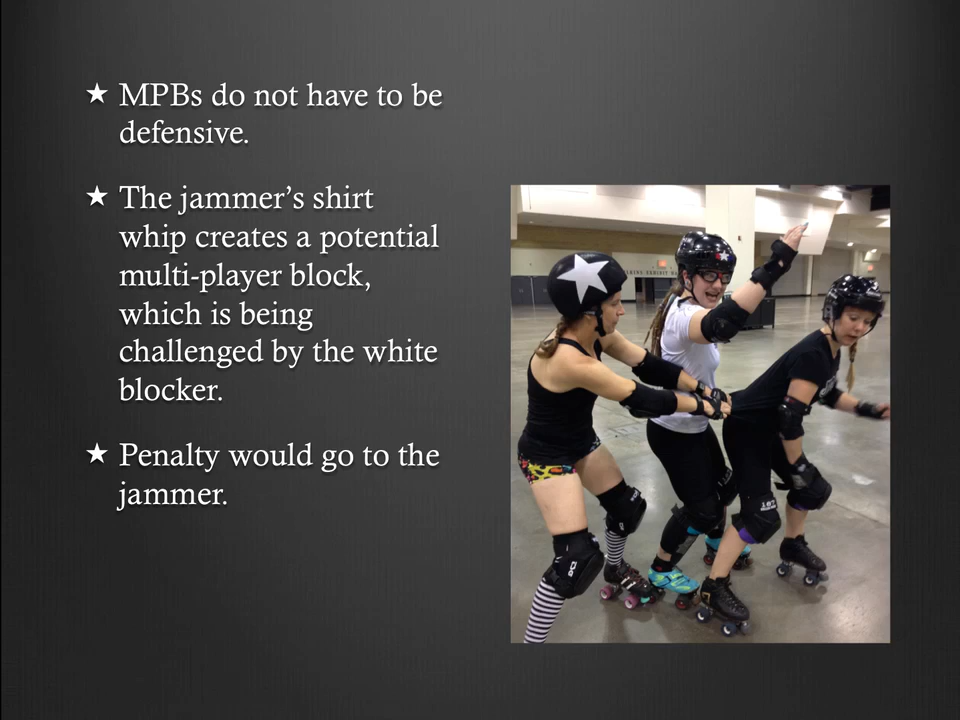 ★ MPBs do not have to be
defensive.
★ The jammer’s shirt
whip creates a potential
multi-player block,
which is being
challenged by the white
blocker.
★ Penalty would go to the
jammer.
187